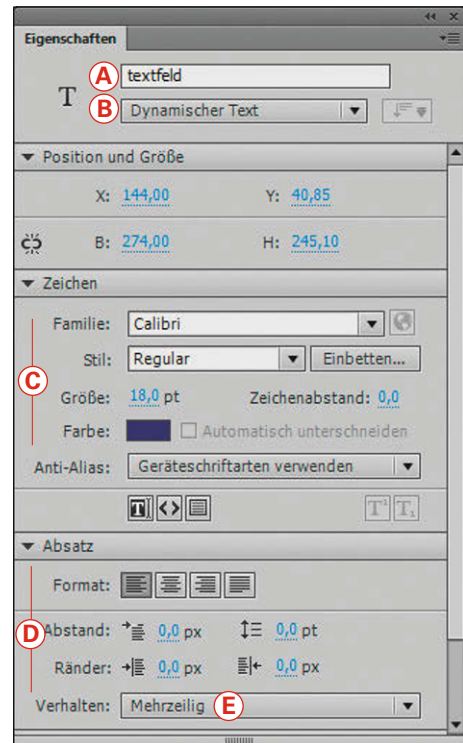 Eigenschaften
A textfeld
T
B Dynamischer Text
Position und Größe
X: 144,00 Y: 40,85
B: 274,00 H: 245,10
Zeichen
Familie: Calibri
Stil: Regular Einbetten...
C
Größe: 18,0 pt Zeichenabstand: 0,0
Farbe: Automatisch unterschneiden
Anti-Alias: Geräteschriftarten verwenden
T <> T¹ T₁
Absatz
Format:
D Abstand: 0,0 px 0,0 pt
Ränder: 0,0 px 0,0 px
Verhalten: Mehrzeilig E